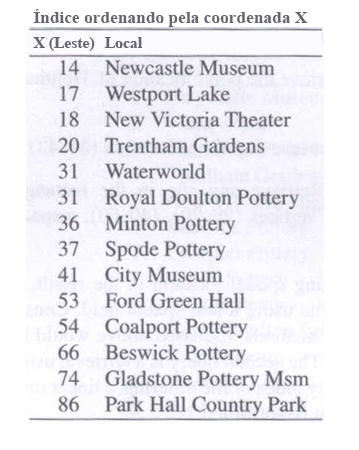 Índice ordenando pela coordenada X
X (Leste) Local
14 Newcastle Museum
17 Westport Lake
18 New Victoria Theater
20 Trentham Gardens
31 Waterworld
31 Royal Doulton Pottery
36 Minton Pottery
37 Spode Pottery
41 City Museum
53 Ford Green Hall
54 Coalport Pottery
66 Beswick Pottery
74 Gladstone Pottery Msm
86 Park Hall Country Park